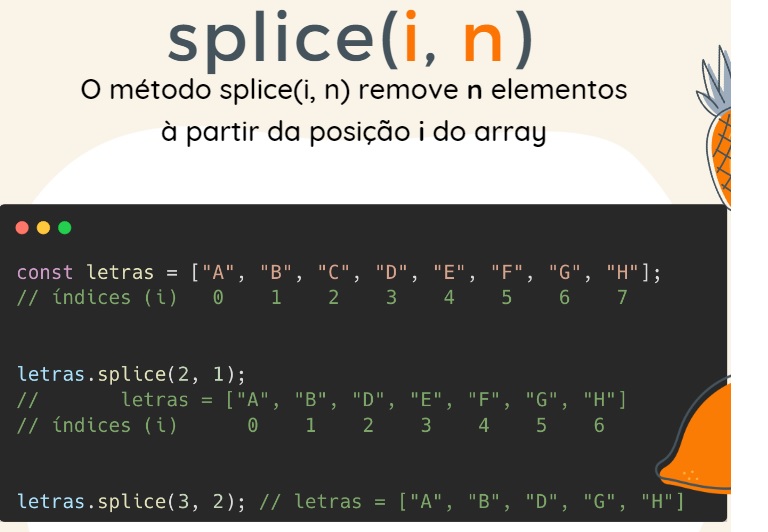 splice(i, n)
O método splice(i, n) remove n elementos
à partir da posição i do array
const letras = ["A", "B", "C", "D", "E", "F", "G", "H"];
// índices (i)   0    1    2    3    4    5    6    7
letras.splice(2, 1);
//       letras = ["A", "B", "D", "E", "F", "G", "H"]
// índices (i)      0    1    2    3    4    5    6
letras.splice(3, 2); // letras = ["A", "B", "D", "G", "H"]